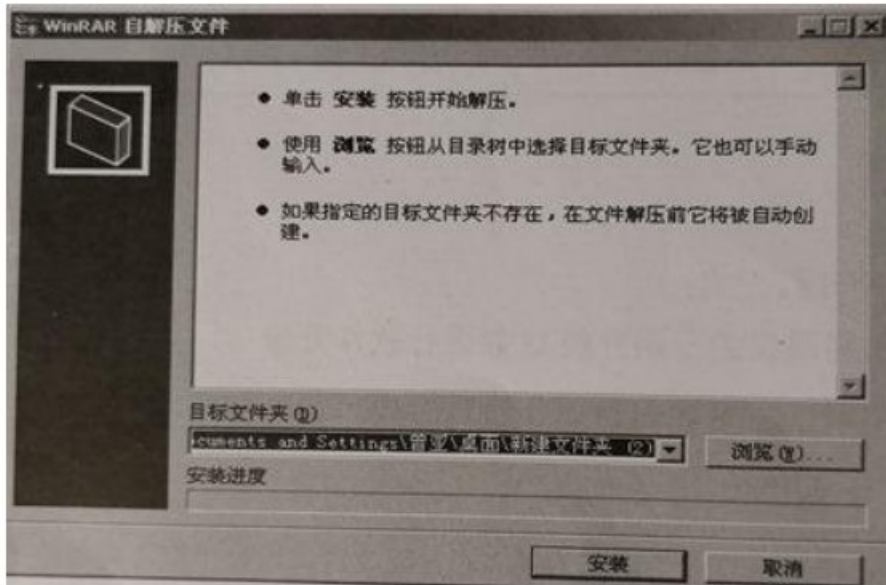 WinRAR 自解压文件
● 单击 安装 按钮开始解压。
● 使用 浏览 按钮从目录树中选择目标文件夹。它也可以手动
输入。
● 如果指定的目标文件夹不存在，在文件解压前它将被自动创
建。
目标文件夹(D)
cuments and Settings\曾亚\桌面\新建文件夹 (2)
浏览(W)...
安装进度
安装
取消